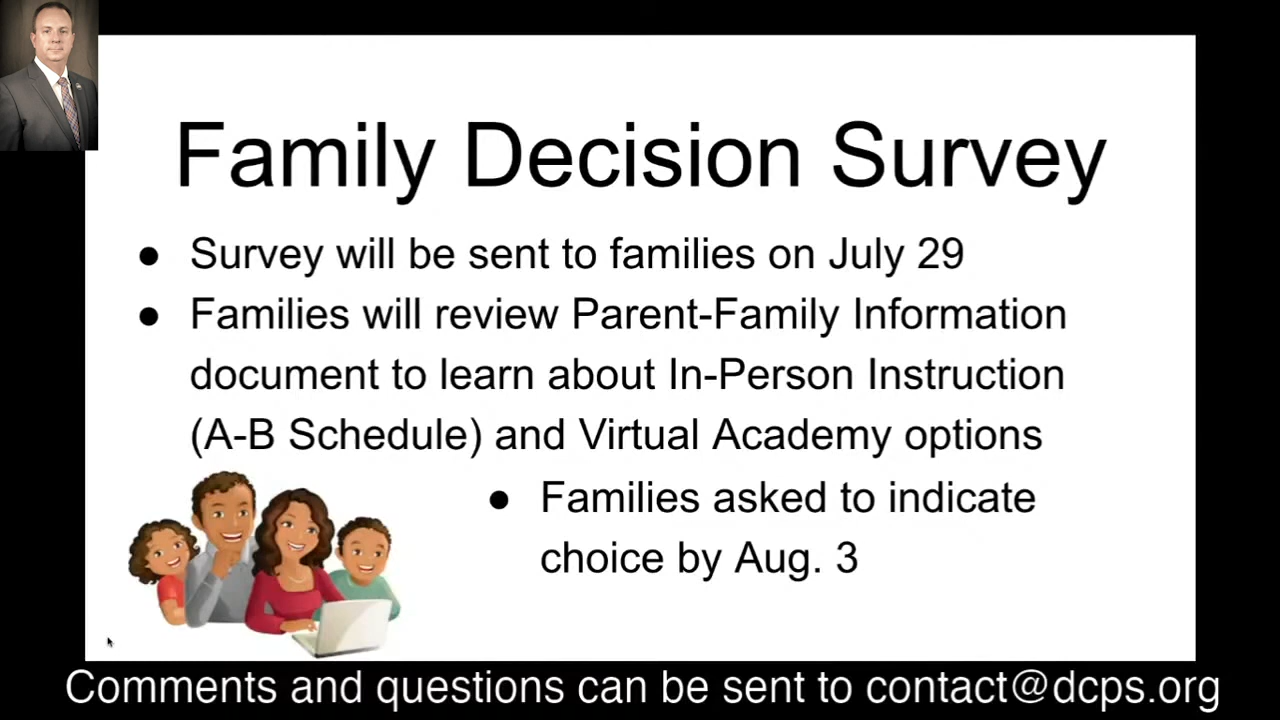 Family Decision Survey
● Survey will be sent to families on July 29
● Families will review Parent-Family Information
document to learn about In-Person Instruction
(A-B Schedule) and Virtual Academy options
● Families asked to indicate
choice by Aug. 3
Comments and questions can be sent to contact@dcps.org